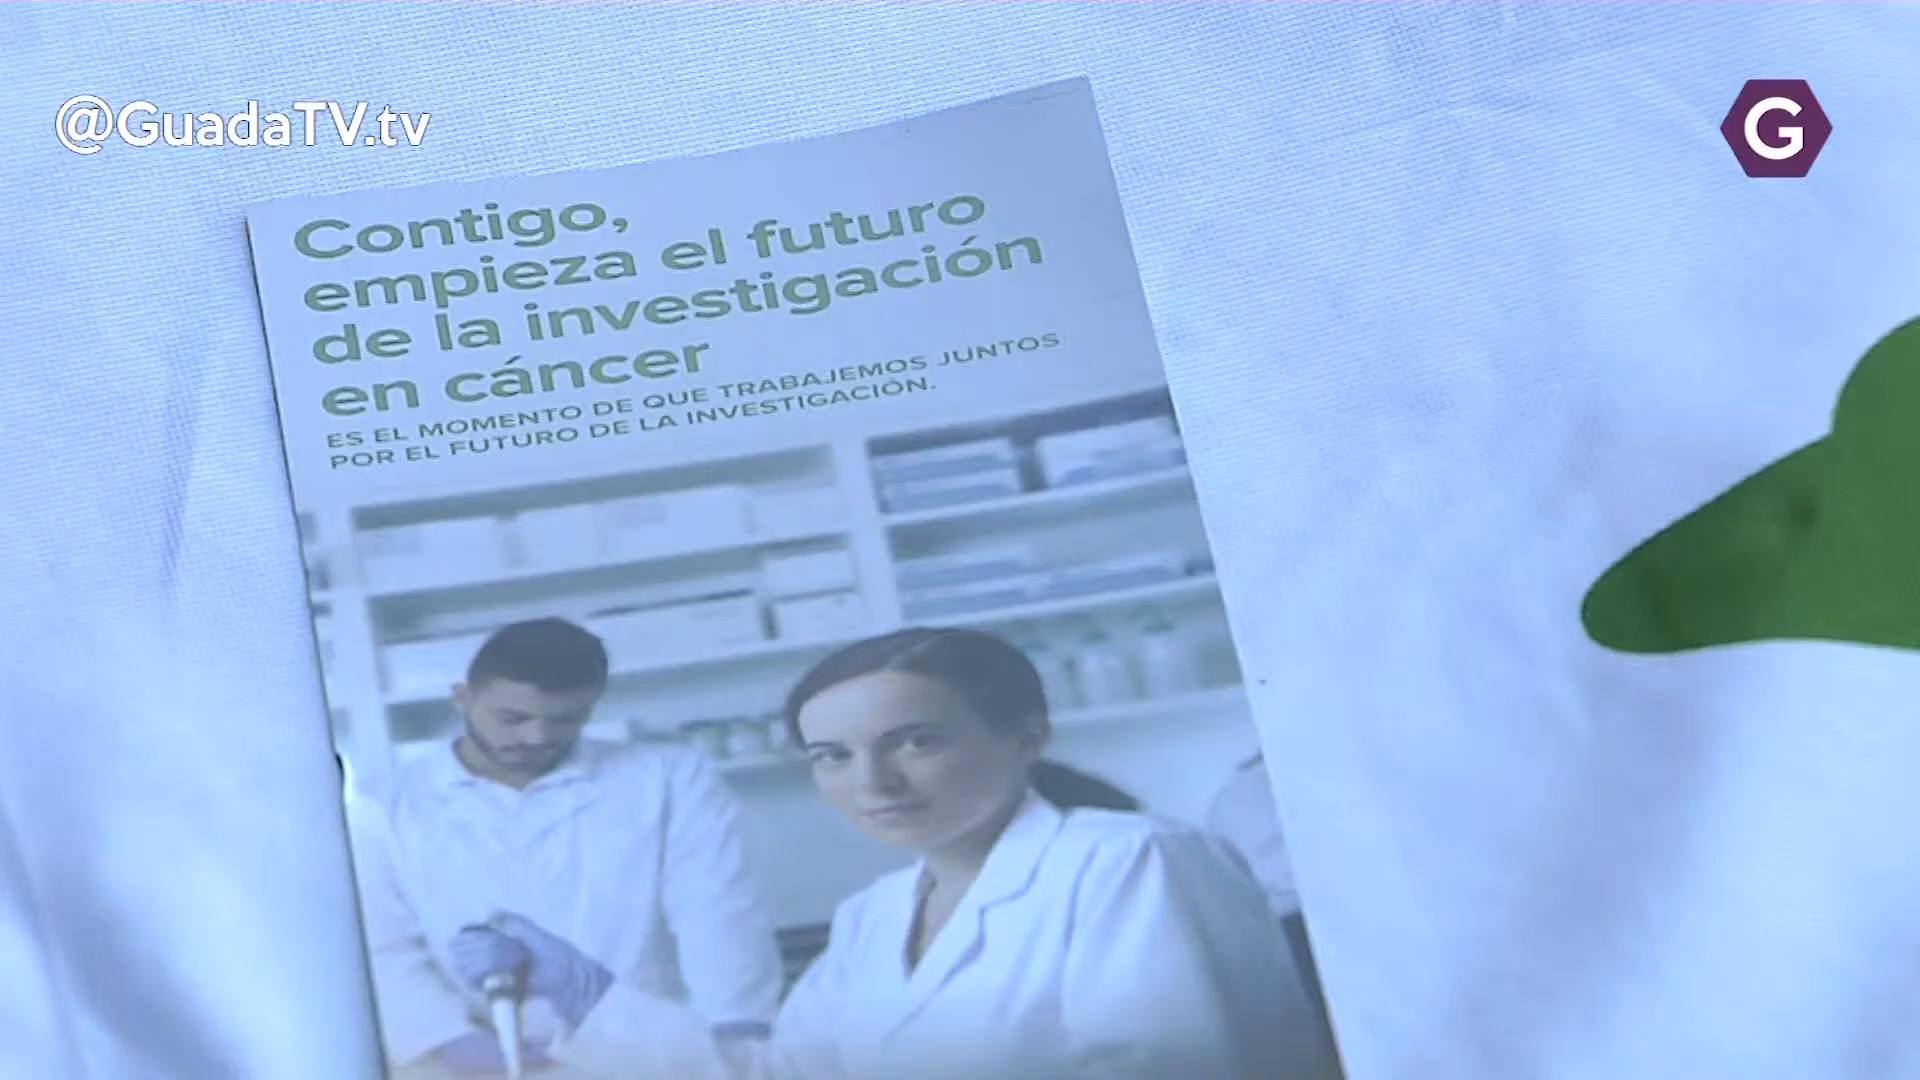 @GuadaTV.tv
G
Contigo,
empieza el futuro
de la investigación
en cáncer
ES EL MOMENTO DE QUE TRABAJEMOS JUNTOS
POR EL FUTURO DE LA INVESTIGACIÓN.